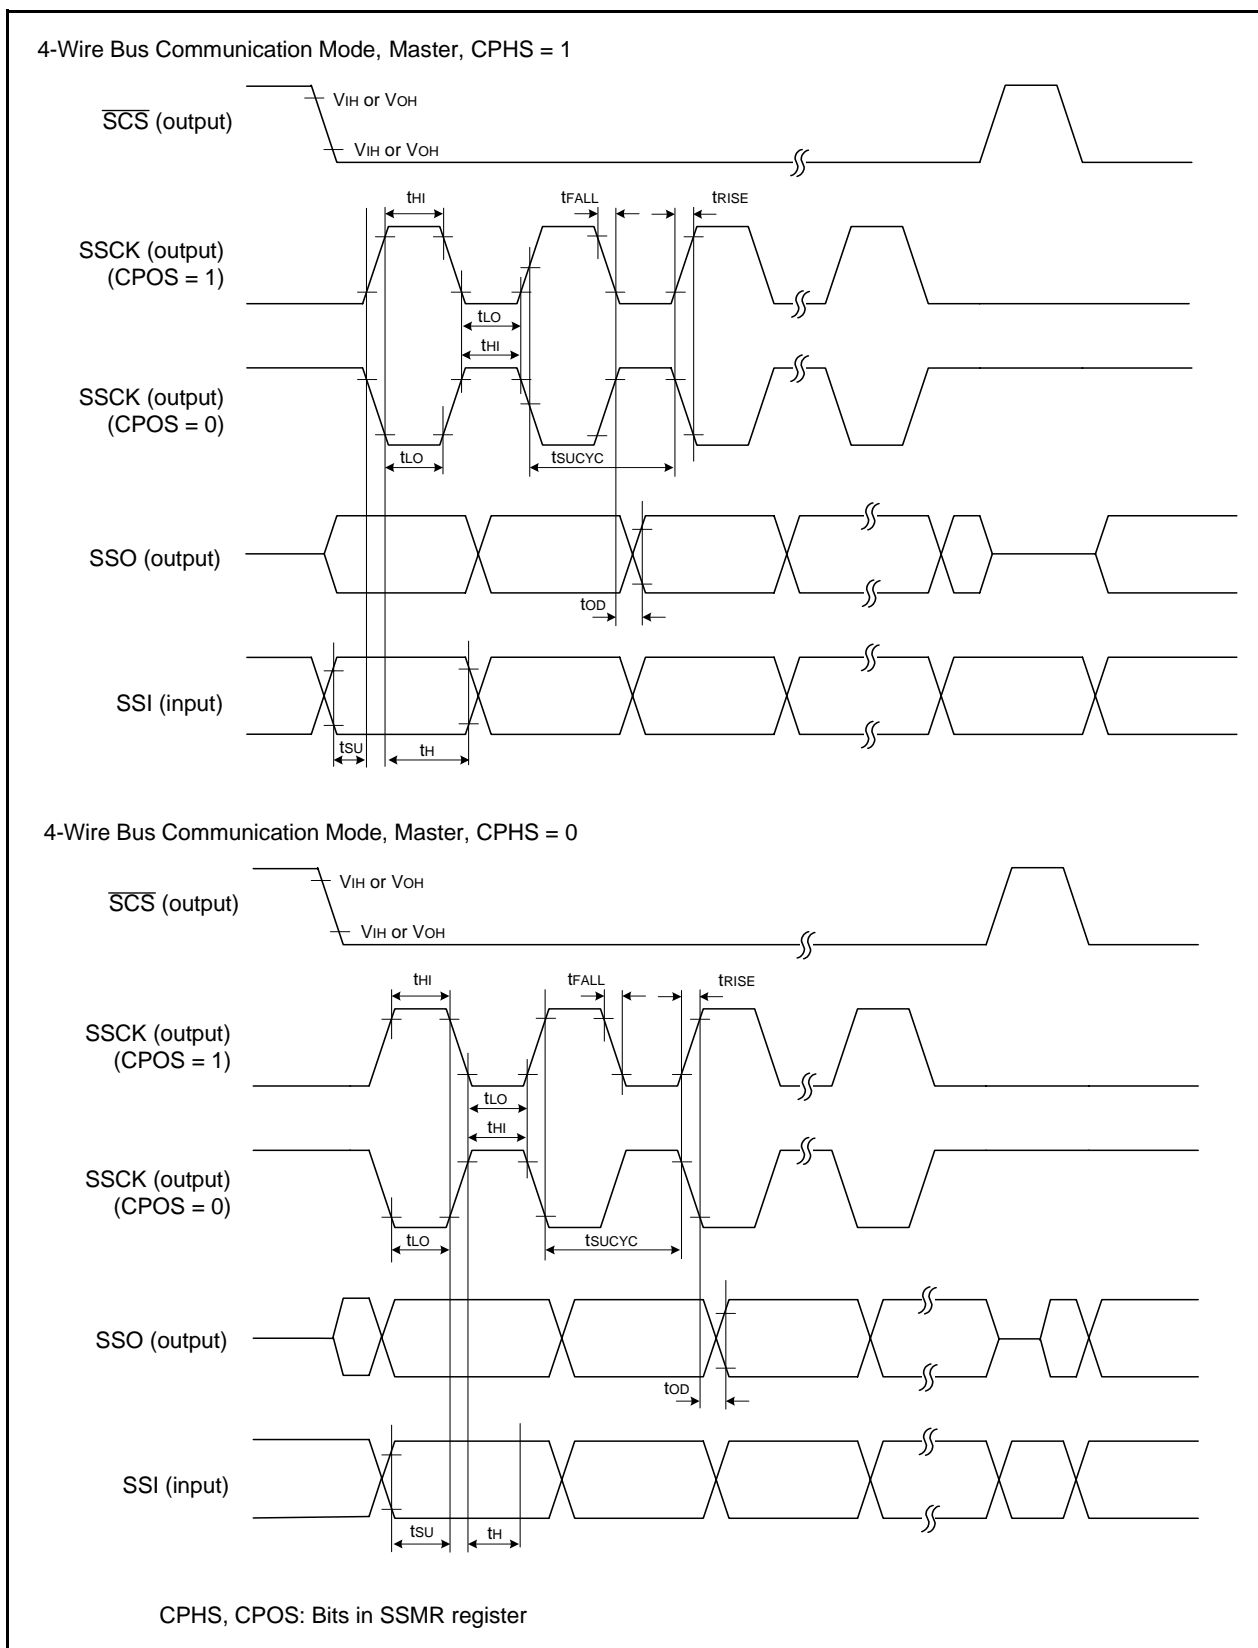 4-Wire Bus Communication Mode, Master, CPHS = 1
SCS (output)
VIH or VOH
VIH or VOH
tHI
tFALL
tRISE
SSCK (output)
(CPOS = 1)
tLO
tHI
SSCK (output)
(CPOS = 0)
tLO
tSUCYC
SSO (output)
tOD
SSI (input)
tSU
tH
4-Wire Bus Communication Mode, Master, CPHS = 0
SCS (output)
VIH or VOH
VIH or VOH
tHI
tFALL
tRISE
SSCK (output)
(CPOS = 1)
tLO
tHI
SSCK (output)
(CPOS = 0)
tLO
tSUCYC
SSO (output)
tOD
SSI (input)
tSU
tH
CPHS, CPOS: Bits in SSMR register